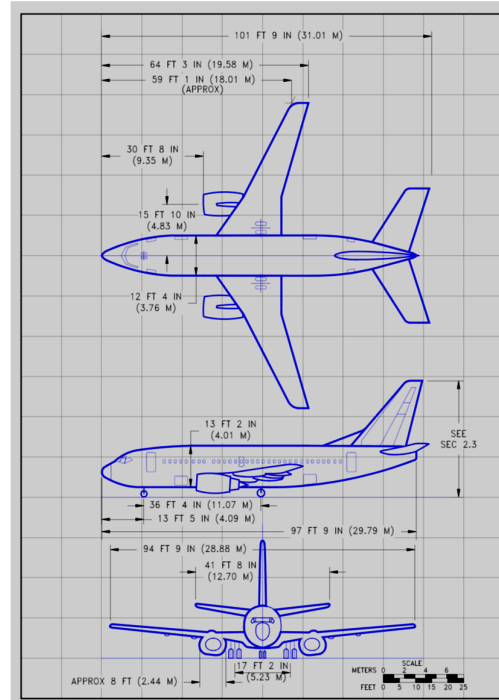 101 FT 9 IN (31.01 M)
64 FT 3 IN (19.58 M)
59 FT 1 IN (18.01 M)
(APPROX)
30 FT 8 IN
(9.35 M)
15 FT 10 IN
(4.83 M)
12 FT 4 IN
(3.76 M)
13 FT 2 IN
(4.01 M)
SEE
SEC 2.3
36 FT 4 IN (11.07 M)
13 FT 5 IN (4.09 M)
97 FT 9 IN (29.79 M)
94 FT 9 IN (28.88 M)
41 FT 8 IN
(12.70 M)
17 FT 2 IN
(5.23 M)
APPROX 8 FT (2.44 M)
SCALE
METERS 0 2 4 6
FEET 0 5 10 15 20 25